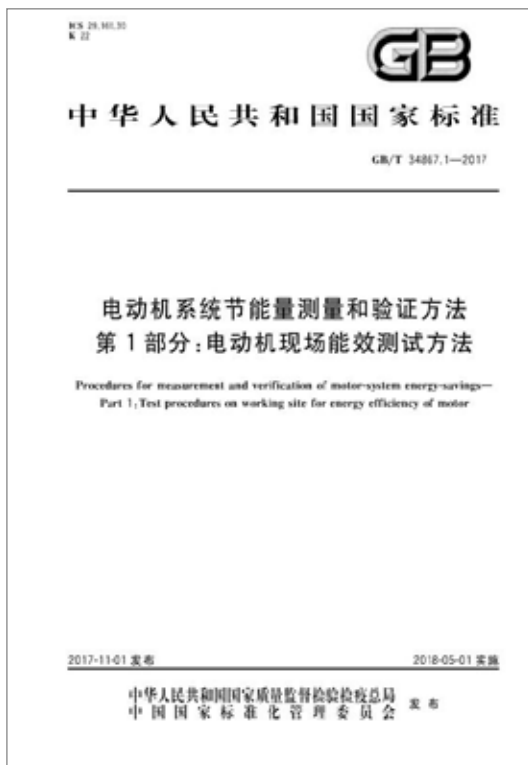 ICS 29.160.30
K 22
GB
中华人民共和国国家标准
GB/T 34867.1—2017
电动机系统节能量测量和验证方法
第1部分:电动机现场能效测试方法
Procedures for measurement and verification of motor-system energy-savings—
Part 1:Test procedures on working site for energy efficiency of motor
2017-11-01 发布
2018-05-01 实施
中华人民共和国国家质量监督检验检疫总局
中国国家标准化管理委员会
发布